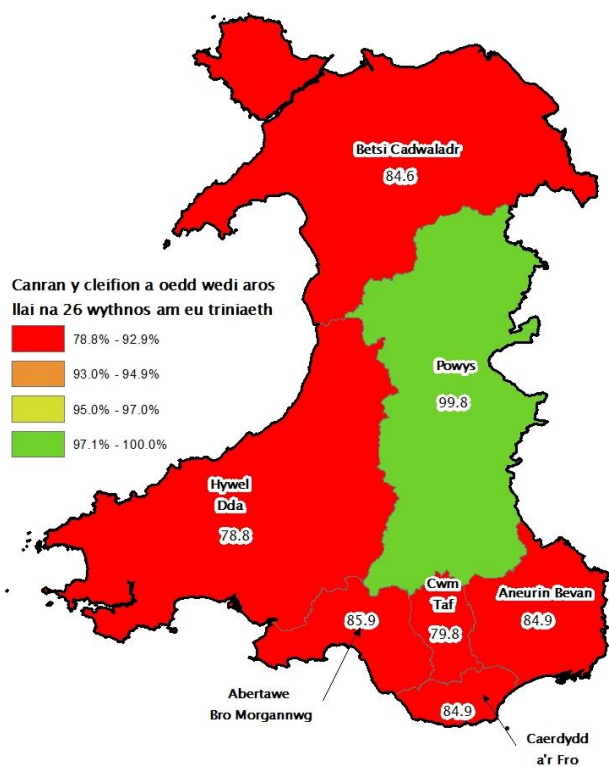 Betsi Cadwaladr
84.6
Canran y cleifion a oedd wedi aros
llai na 26 wythnos am eu triniaeth
78.8% - 92.9%
93.0% - 94.9%
95.0% - 97.0%
97.1% - 100.0%
Powys
99.8
Hywel
Dda
78.8
Cwm
Taf
79.8
Aneurin Bevan
84.9
85.9
Abertawe
Bro Morgannwg
84.9
Caerdydd
a'r Fro